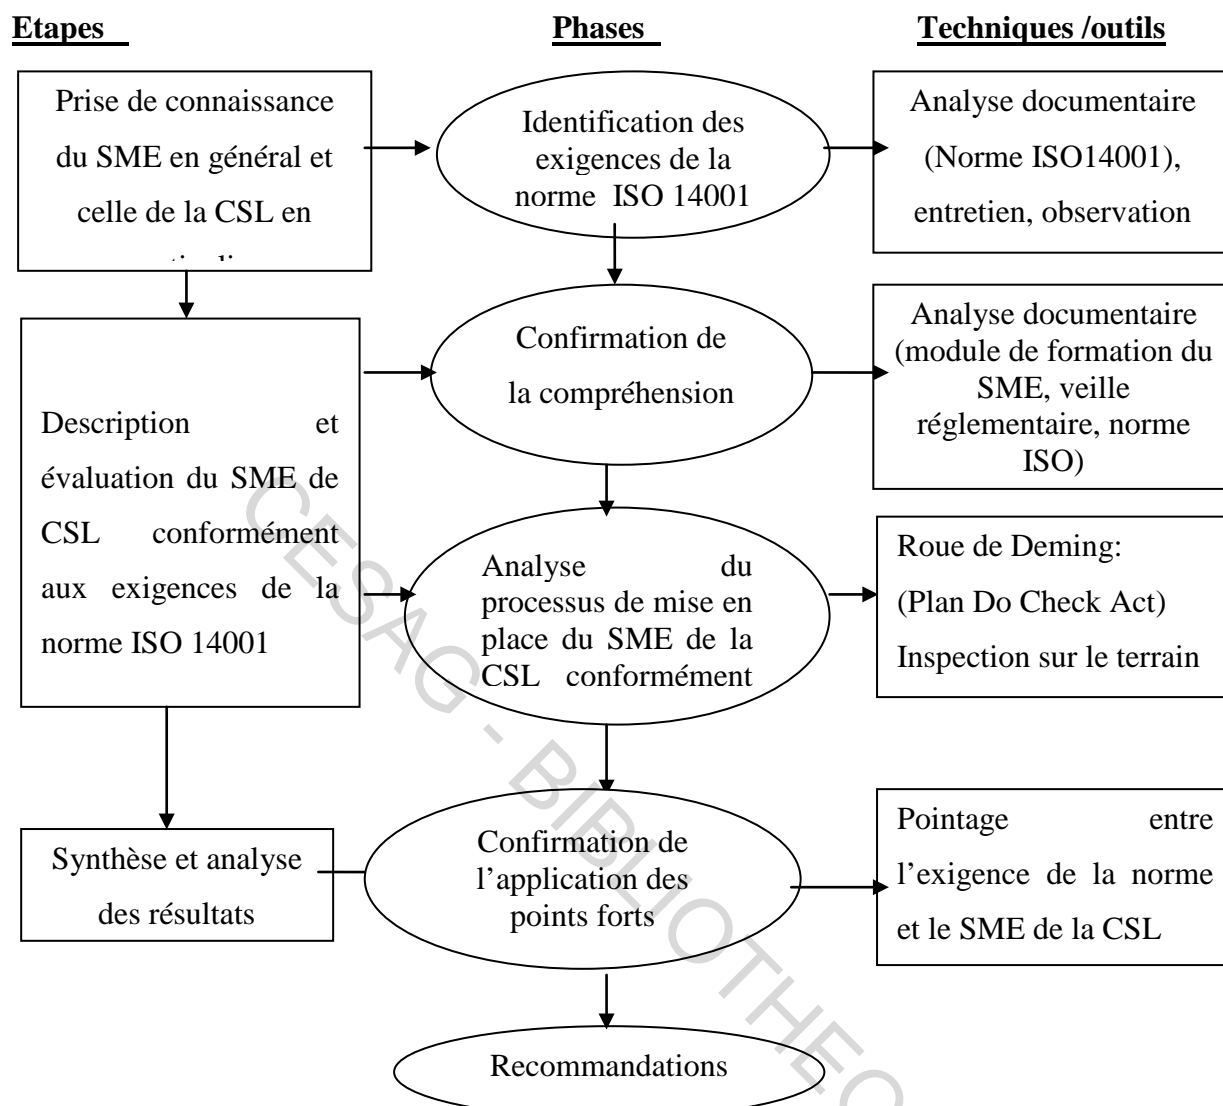 Etapes
Phases
Techniques /outils
Prise de connaissance
du SME en général et
celle de la CSL en
Identification des
exigences de la
norme ISO 14001
Analyse documentaire
(Norme ISO14001),
entretien, observation
Description et
évaluation du SME de
CSL conformément
aux exigences de la
norme ISO 14001
Confirmation de
la compréhension
Analyse documentaire
(module de formation du
SME, veille
réglementaire, norme
ISO)
Analyse du
processus de mise en
place du SME de la
CSL conformément
Roue de Deming:
(Plan Do Check Act)
Inspection sur le terrain
Synthèse et analyse
des résultats
Confirmation de
l'application des
points forts
Pointage entre
l'exigence de la norme
et le SME de la CSL
Recommandations
CESAG - BIBLIOTHEQ